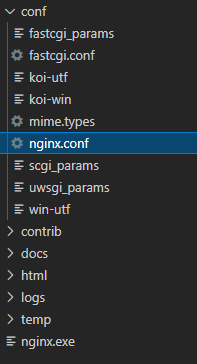 conf
fastcgi_params
fastcgi.conf
koi-utf
koi-win
mime.types
nginx.conf
scgi_params
uwsgi_params
win-utf
contrib
docs
html
logs
temp
nginx.exe